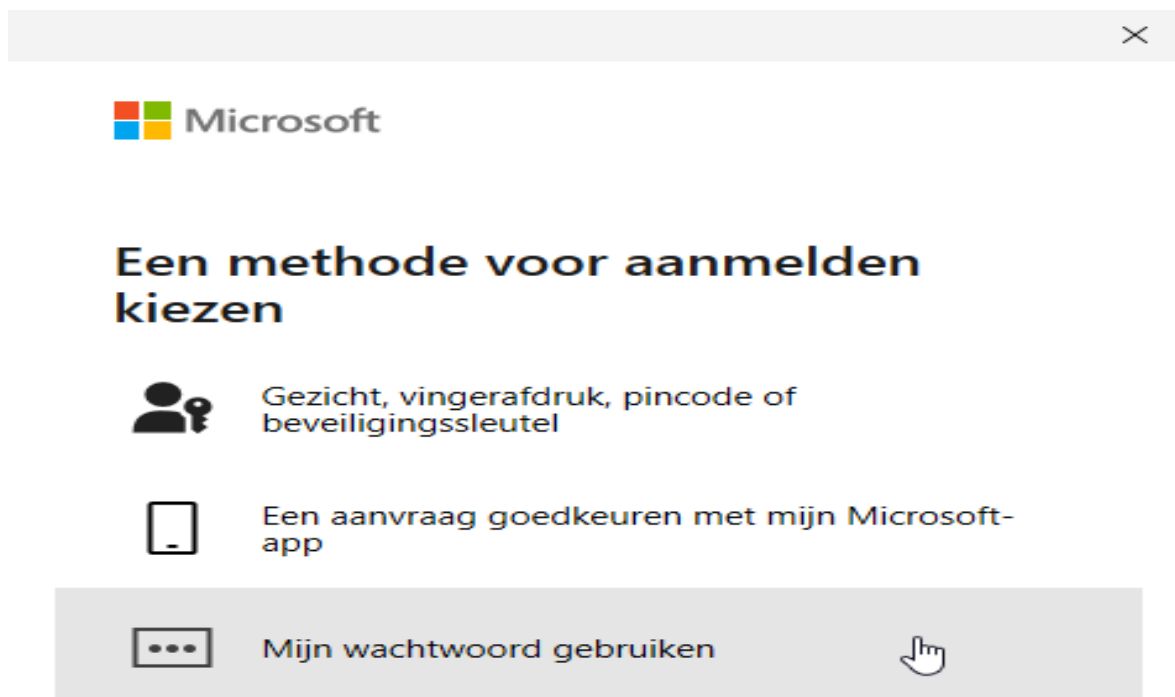 Microsoft
Een methode voor aanmelden
kiezen
Gezicht, vingerafdruk, pincode of
beveiligingssleutel
Een aanvraag goedkeuren met mijn Microsoft-
app
Mijn wachtwoord gebruiken